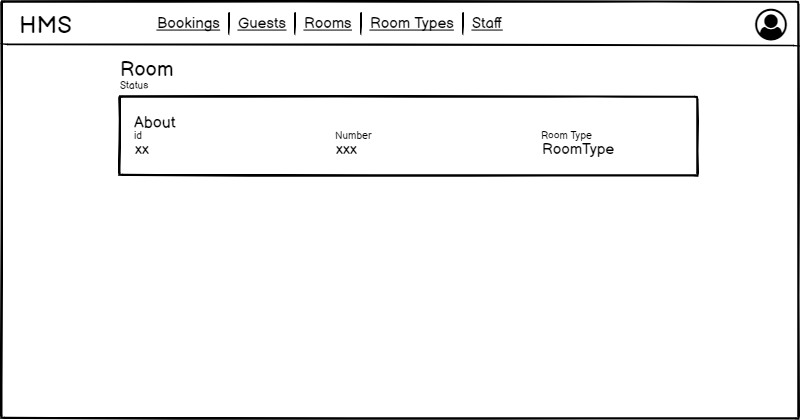 HMS Bookings Guests Rooms Room Types Staff
Room
Status
About
id Number Room Type
xx xxx RoomType